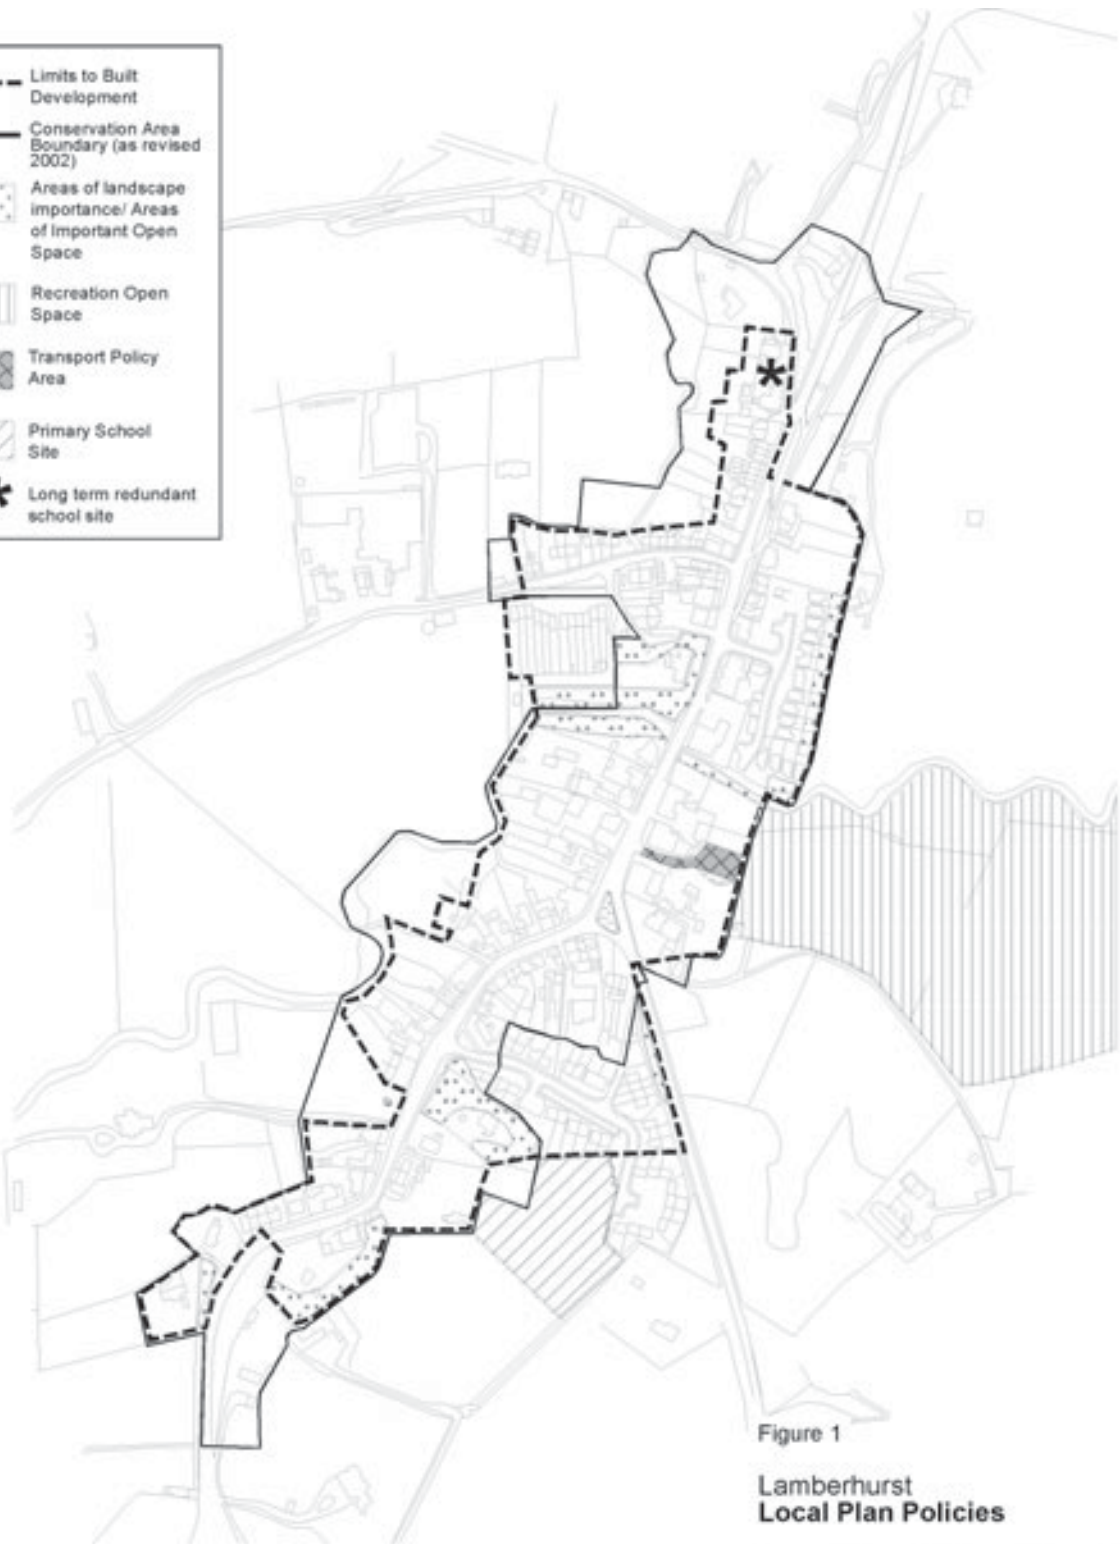 Limits to Built
Development
Conservation Area
Boundary (as revised
2002)
Areas of landscape
importance/ Areas
of Important Open
Space
Recreation Open
Space
Transport Policy
Area
Primary School
Site
Long term redundant
school site
Figure 1
Lamberhurst
Local Plan Policies